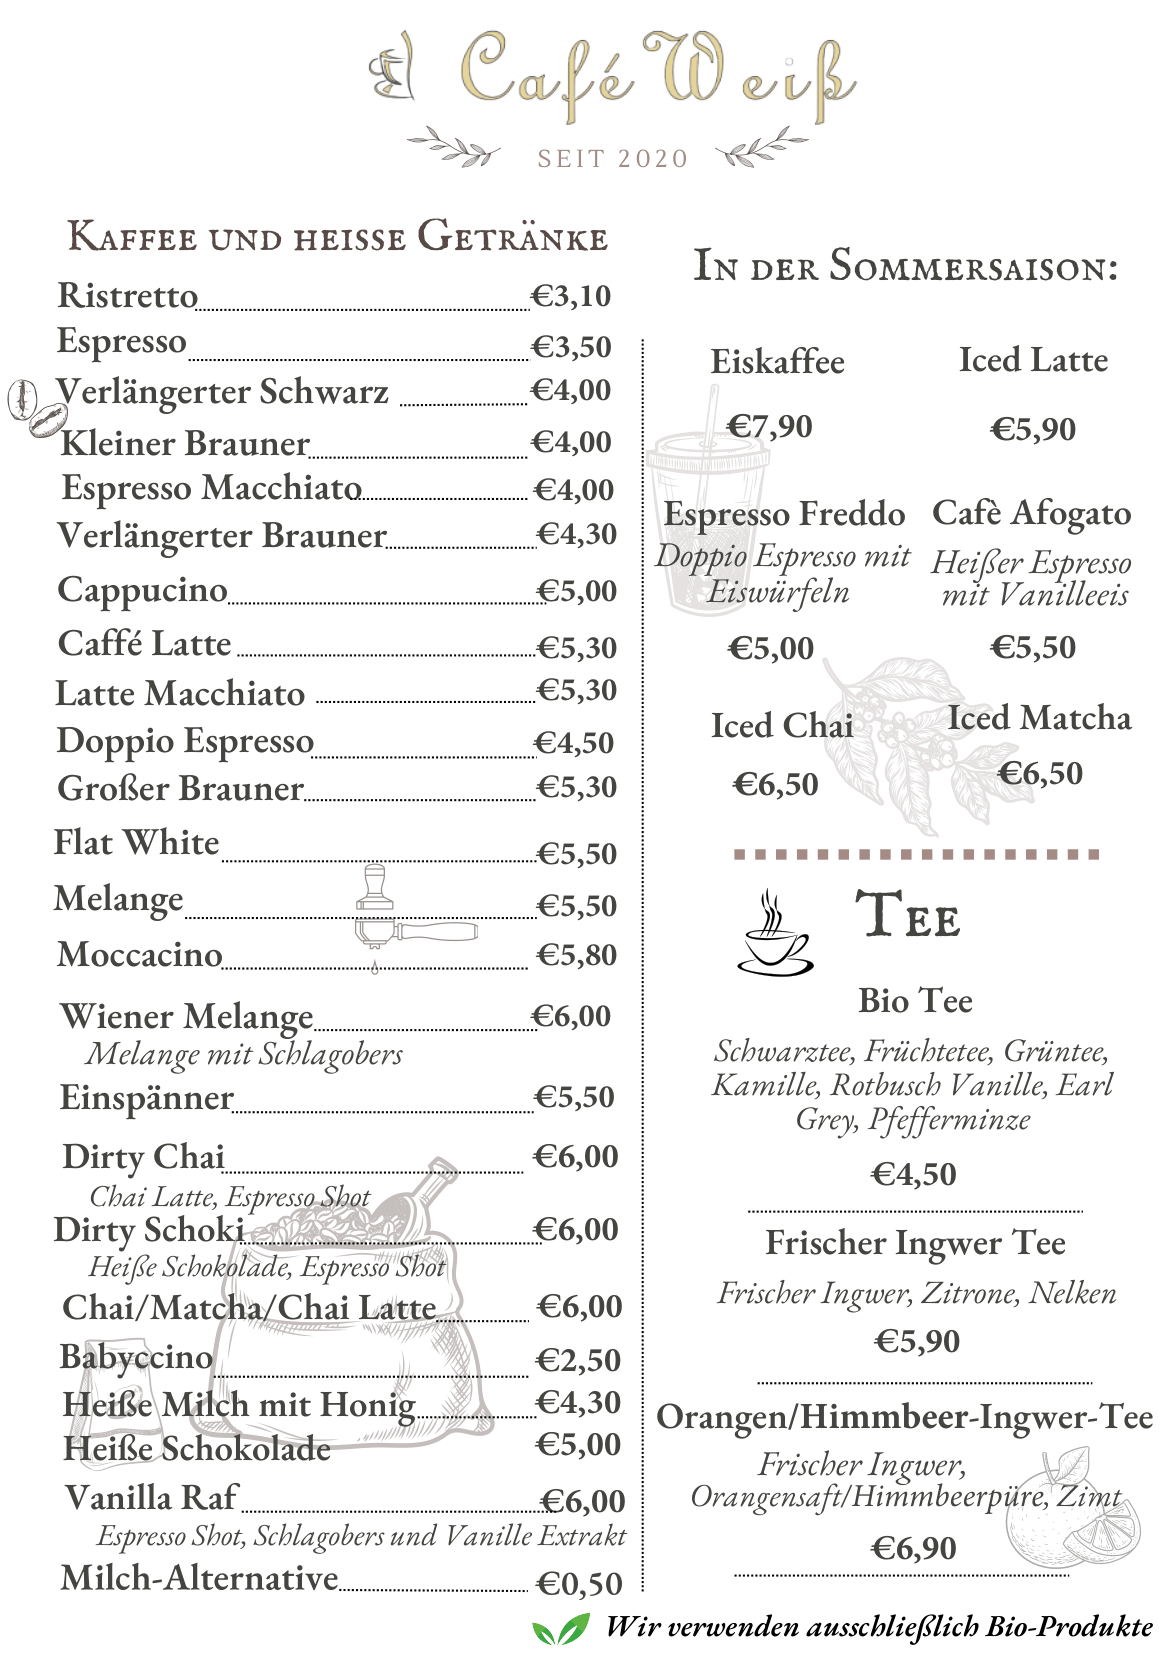 Café Weiß
SEIT 2020
Kaffee und heisse Getränke
Ristretto €3,10
Espresso €3,50
Verlängerter Schwarz €4,00
Kleiner Brauner €4,00
Espresso Macchiato €4,00
Verlängerter Brauner €4,30
Cappucino €5,00
Caffé Latte €5,30
Latte Macchiato €5,30
Doppio Espresso €4,50
Großer Brauner €5,30
Flat White €5,50
Melange €5,50
Moccacino €5,80
Wiener Melange €6,00
Melange mit Schlagobers
Einspänner €5,50
Dirty Chai €6,00
Chai Latte, Espresso Shot
Dirty Schoki €6,00
Heiße Schokolade, Espresso Shot
Chai/Matcha/Chai Latte €6,00
Babyccino €2,50
Heiße Milch mit Honig €4,30
Heiße Schokolade €5,00
Vanilla Raf €6,00
Espresso Shot, Schlagobers und Vanille Extrakt
Milch-Alternative €0,50
In der Sommersaison:
Eiskaffee
€7,90
Iced Latte
€5,90
Espresso Freddo
Doppio Espresso mit
Eiswürfeln
€5,00
Cafè Afogato
Heißer Espresso
mit Vanilleeis
€5,50
Iced Chai
€6,50
Iced Matcha
€6,50
Tee
Bio Tee
Schwarztee, Früchtetee, Grüntee,
Kamille, Rotbusch Vanille, Earl
Grey, Pfefferminze
€4,50
Frischer Ingwer Tee
Frischer Ingwer, Zitrone, Nelken
€5,90
Orangen/Himmbeer-Ingwer-Tee
Frischer Ingwer,
Orangensaft/Himmbeerpüre, Zimt
€6,90
Wir verwenden ausschließlich Bio-Produkte